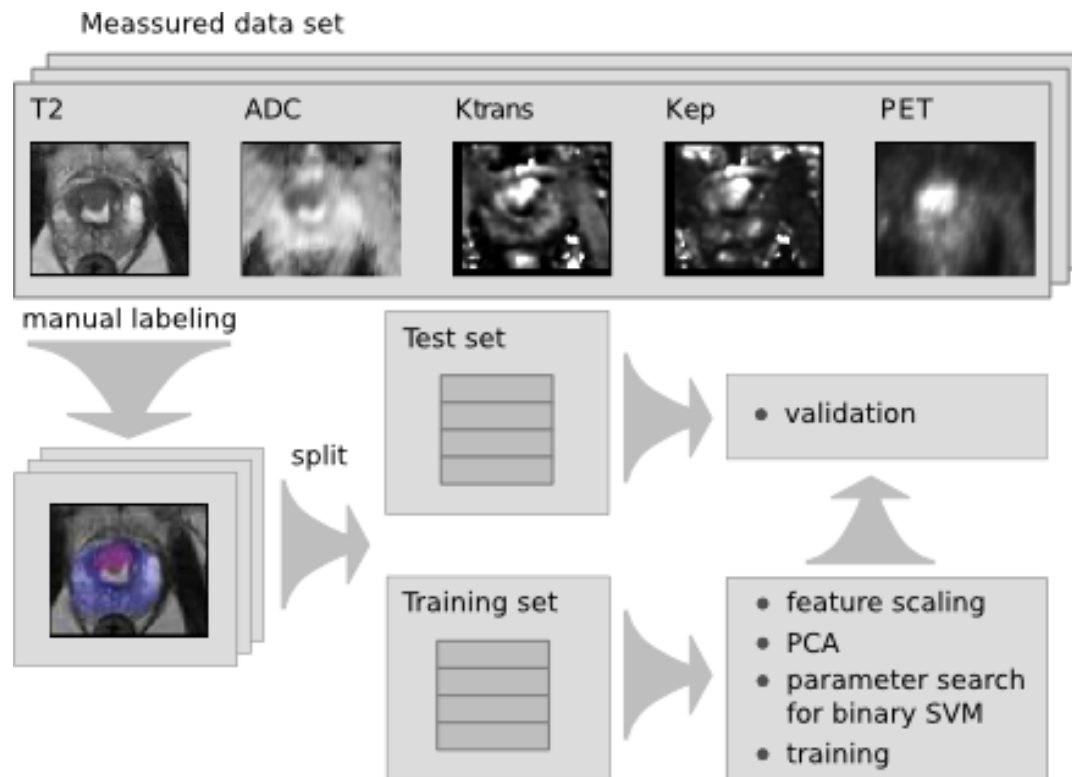 Meassured data set
T2
ADC
Ktrans
Kep
PET
manual labeling
split
Test set
validation
Training set
feature scaling
PCA
parameter search
for binary SVM
training